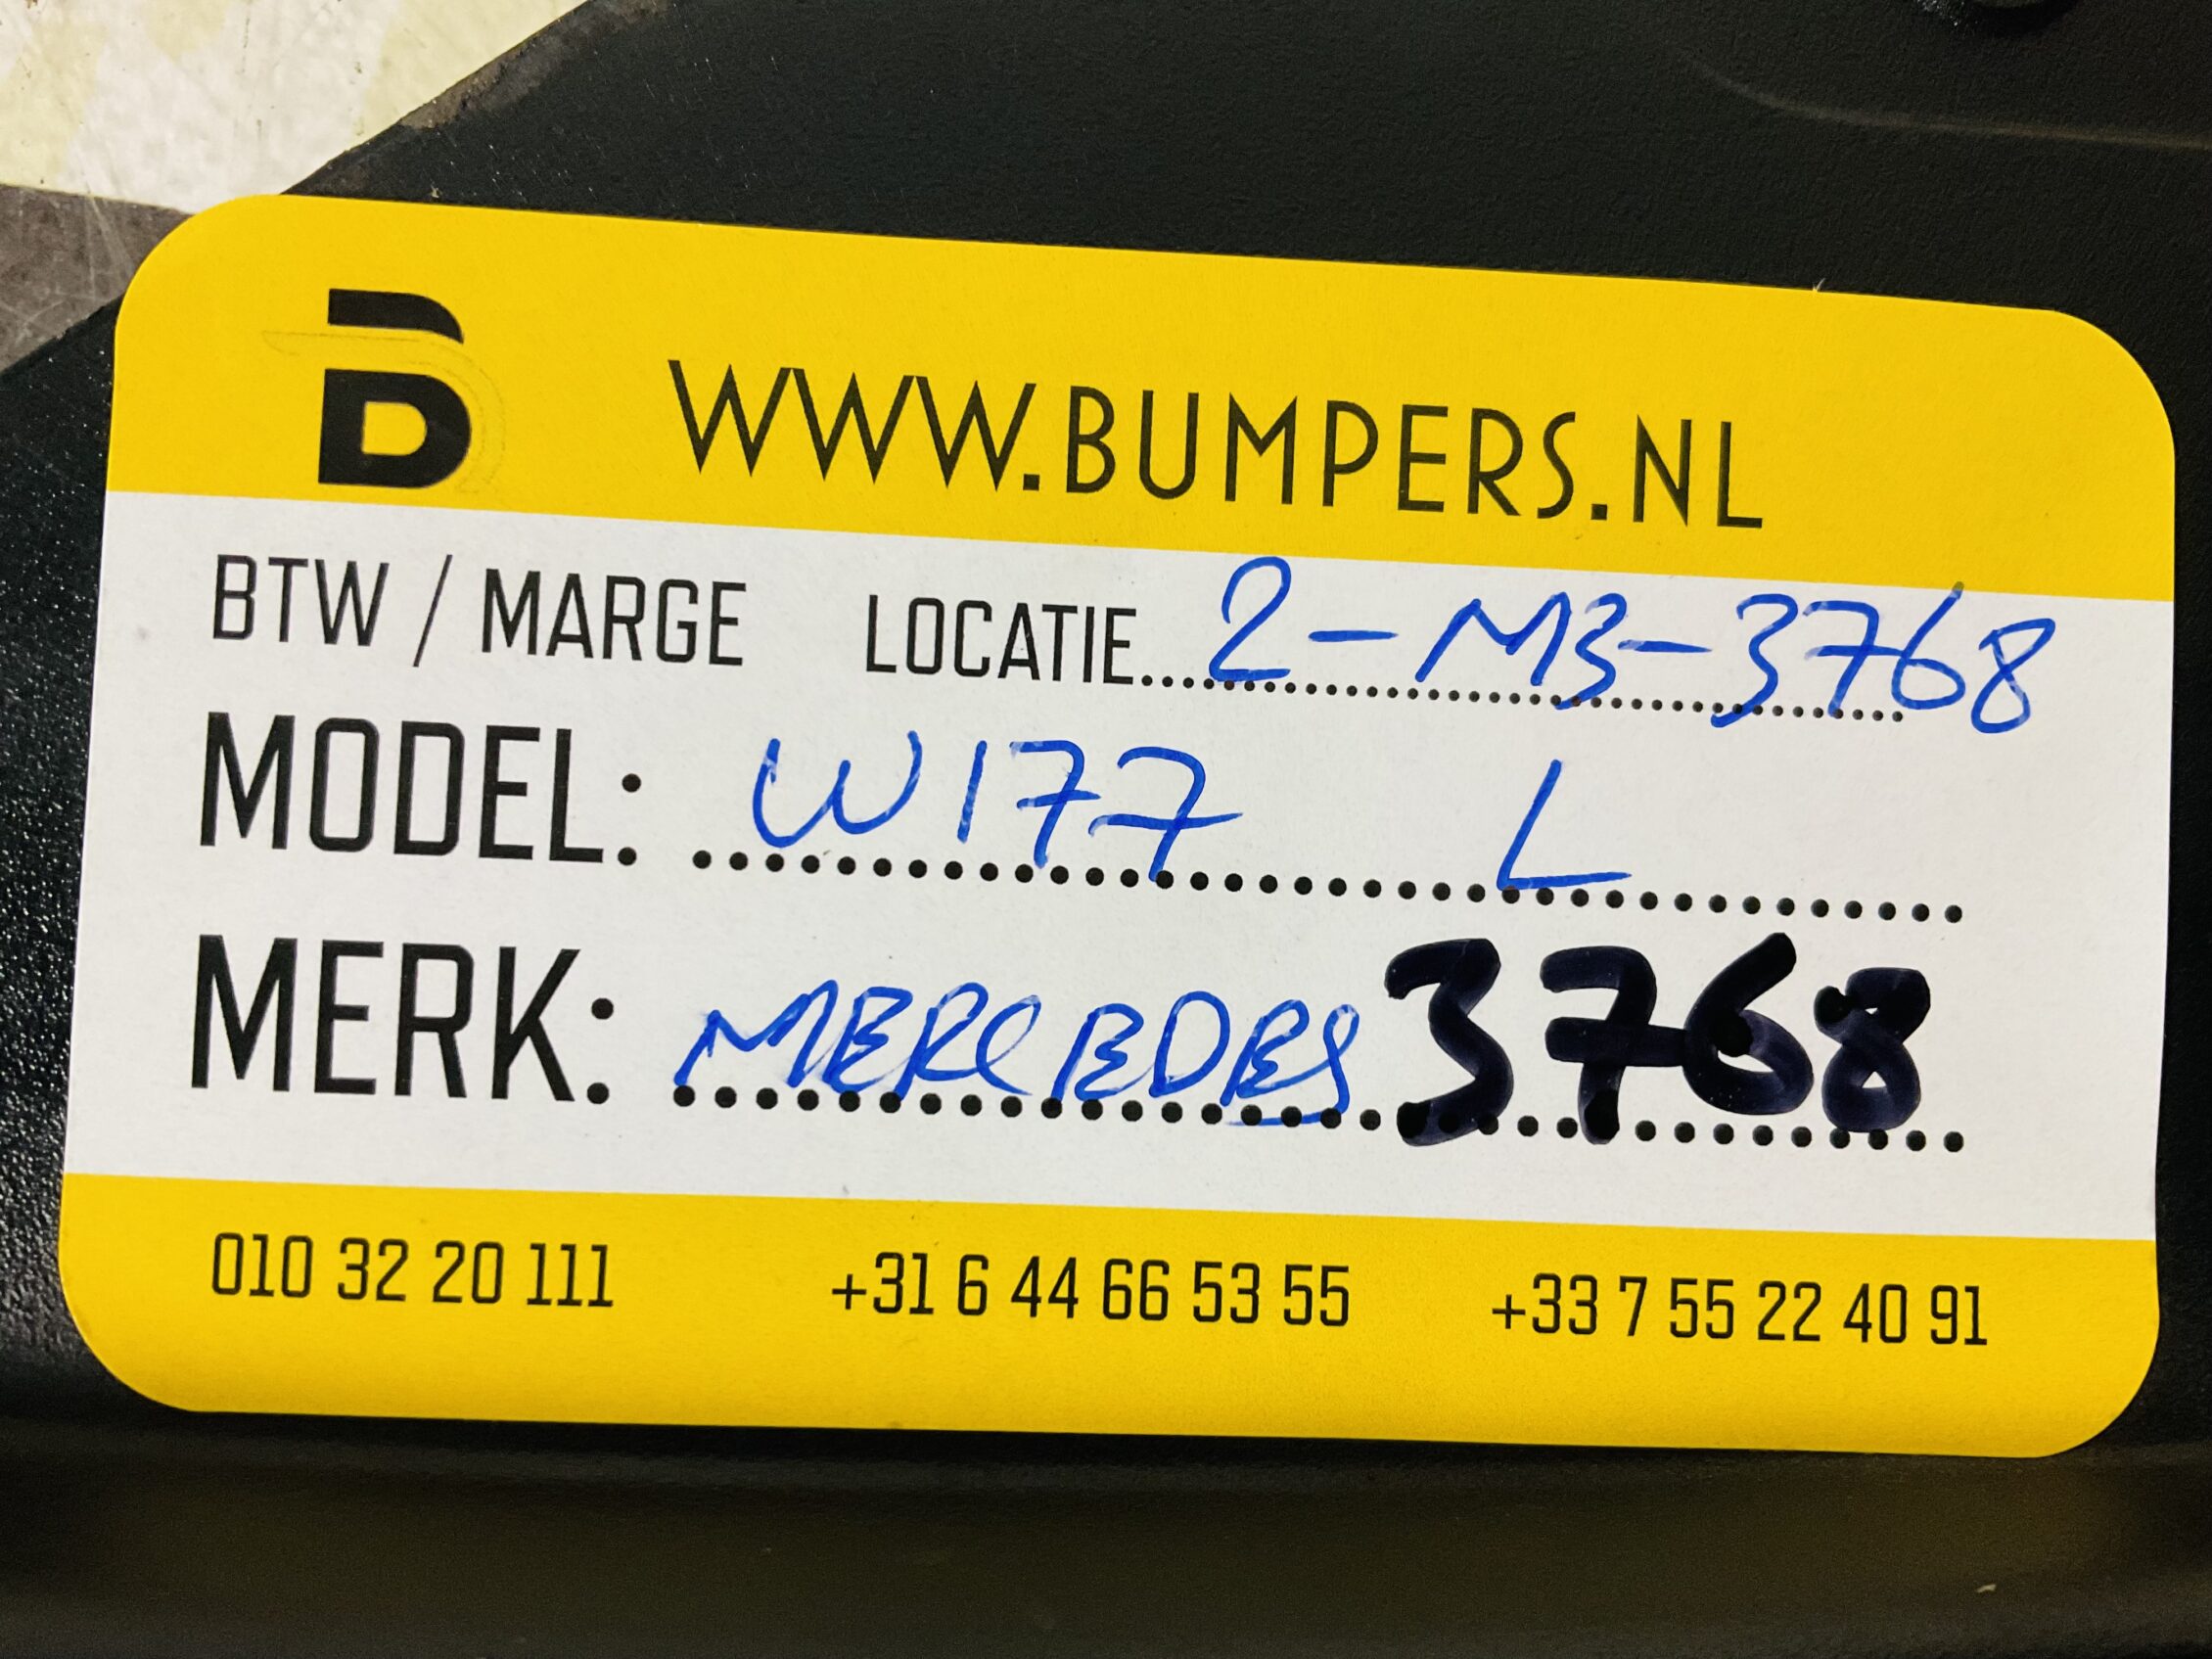 B WWW.BUMPERS.NL
BTW / MARGE LOCATIE 2-M3-3768
MODEL: W177 L
MERK: MERCEDES 3768
010 32 20 111 +31 6 44 66 53 55 +33 7 55 22 40 91